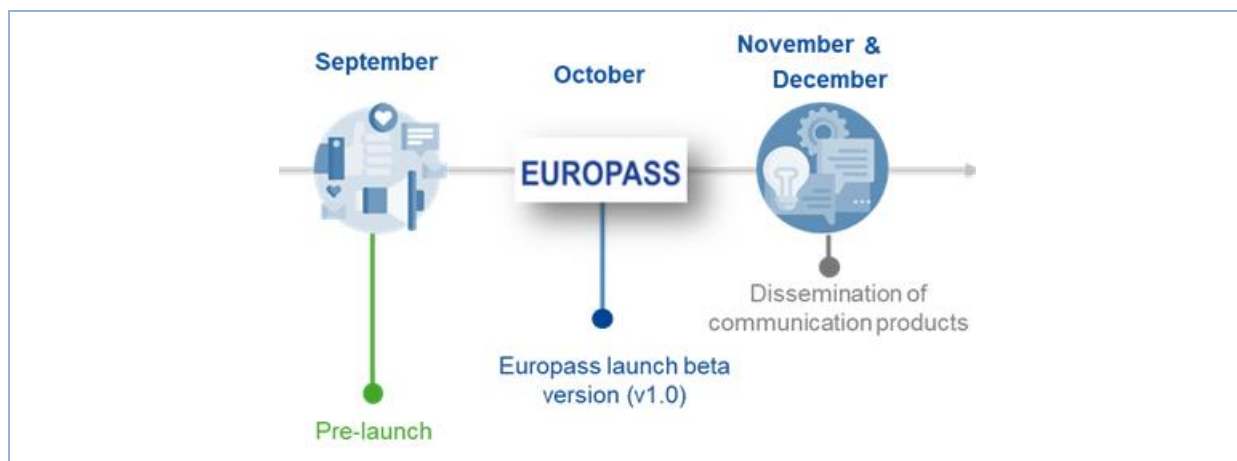 September
October
November &
December
EUROPASS
Dissemination of
communication products
Europass launch beta
version (v1.0)
Pre-launch